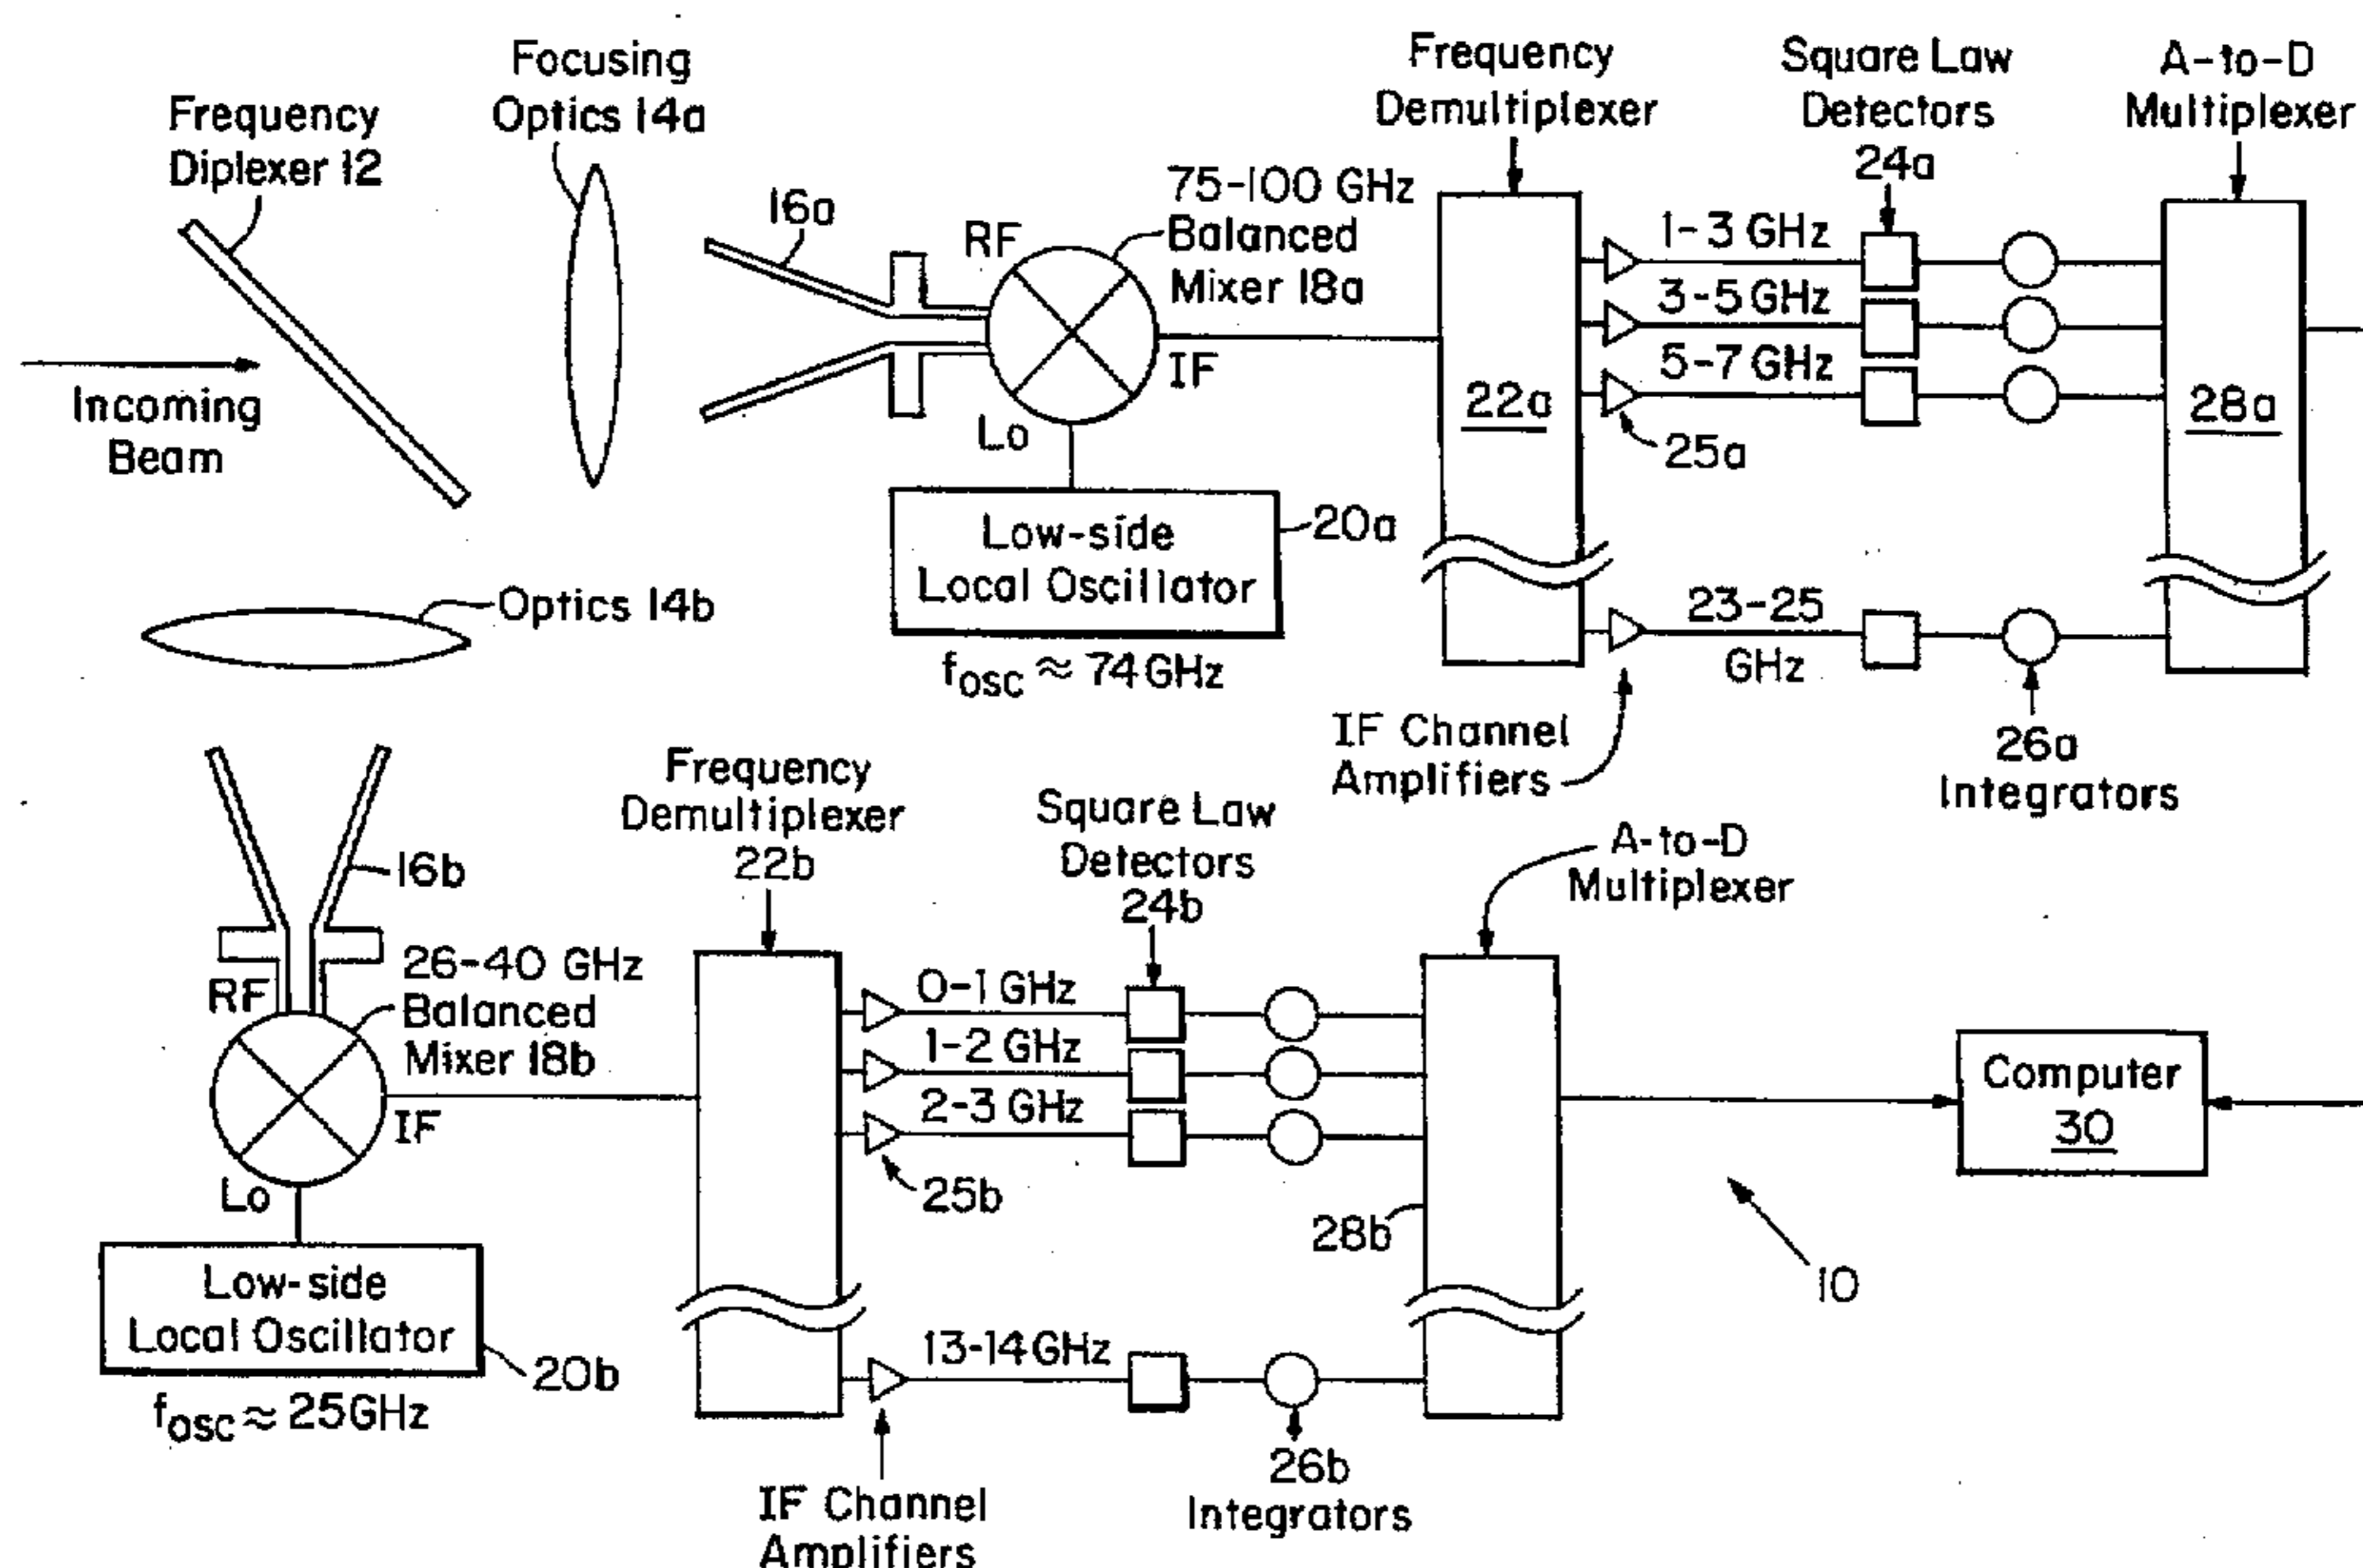 Frequency
Diplexer 12
Focusing
Optics 14a
Incoming
Beam
16a
RF
75-100 GHz
Balanced
Mixer 18a
IF
Lo
Low-side
Local Oscillator
20a
fosc ≈ 74 GHz
Frequency
Demultiplexer
22a
1-3 GHz
3-5 GHz
5-7 GHz
25a
23-25
GHz
IF Channel
Amplifiers
Square Law
Detectors
24a
26a
Integrators
A-to-D
Multiplexer
28a
Optics 14b
16b
RF
26-40 GHz
Balanced
Mixer 18b
IF
Lo
Low-side
Local Oscillator
20b
fosc ≈ 25GHz
Frequency
Demultiplexer
22b
0-1 GHz
1-2 GHz
2-3 GHz
25b
13-14GHz
IF Channel
Amplifiers
Square Law
Detectors
24b
26b
Integrators
A-to-D
Multiplexer
28b
Computer
30
10